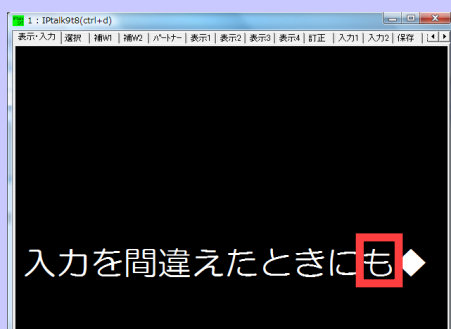 1 : IPtalk9t8(ctrl+d)
表示・入力 選択 補W1 補W2 パートナー 表示1 表示2 表示3 表示4 訂正 入力1 入力2 保存
入力を間違えたときにも◆